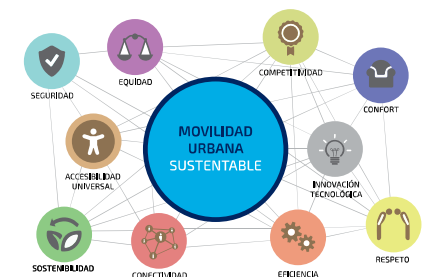 COMPETITIVIDAD
EQUIDAD
SEGURIDAD
CONFORT
MOVILIDAD
URBANA
SUSTENTABLE
ACCESIBILIDAD
UNIVERSAL
INNOVACIÓN
TECNOLÓGICA
RESPETO
SOSTENIBILIDAD
CONECTIVIDAD
EFICIENCIA